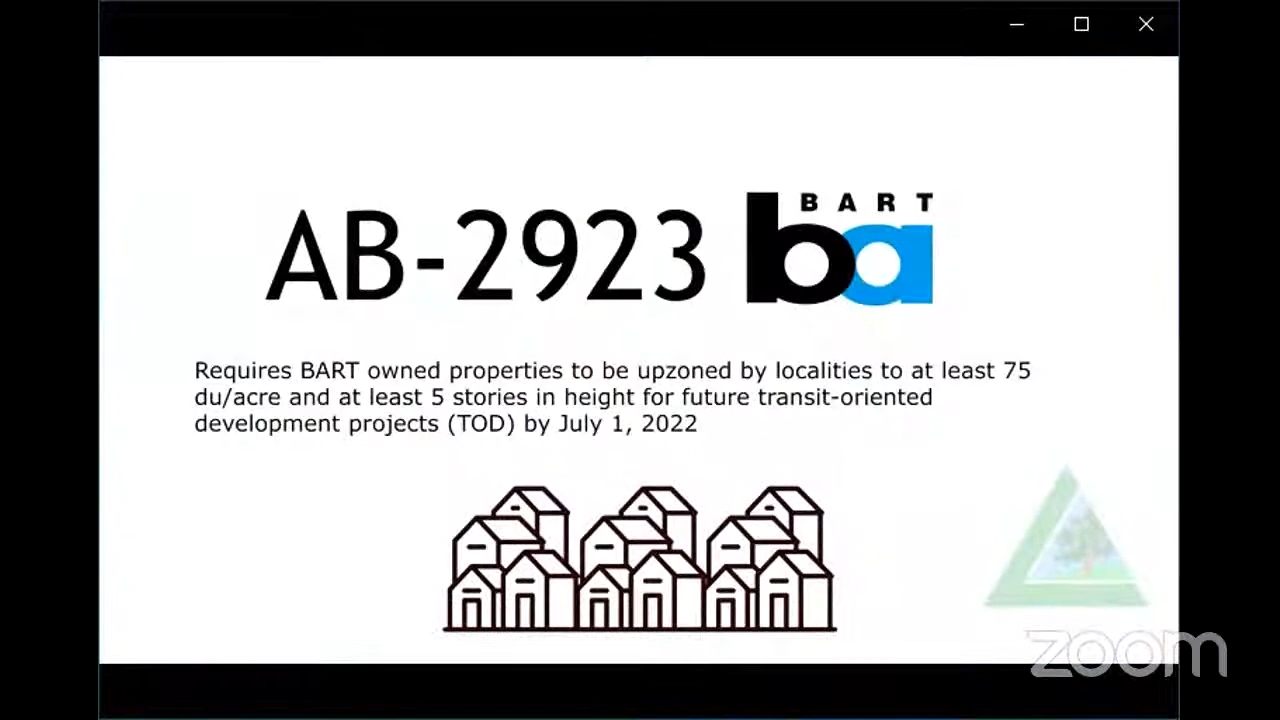 BART
AB-2923 ba
Requires BART owned properties to be upzoned by localities to at least 75
du/acre and at least 5 stories in height for future transit-oriented
development projects (TOD) by July 1, 2022
zoom